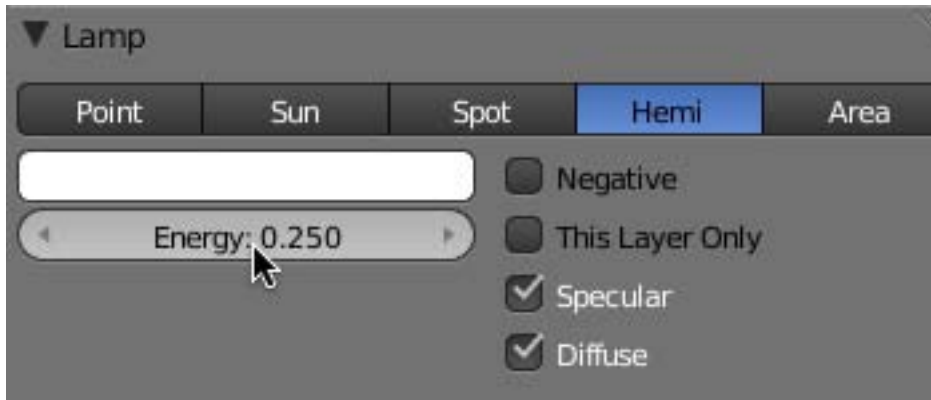 Lamp
Point Sun Spot Hemi Area
Negative
Energy: 0.250 This Layer Only
Specular
Diffuse